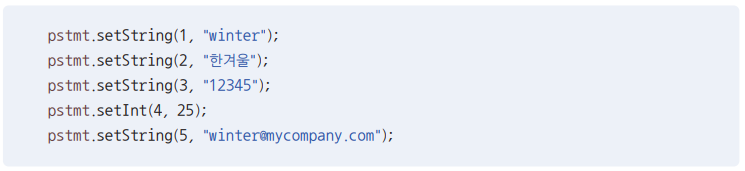 pstmt.setString(1, "winter");
pstmt.setString(2, "한겨울");
pstmt.setString(3, "12345");
pstmt.setInt(4, 25);
pstmt.setString(5, "winter@mycompany.com");